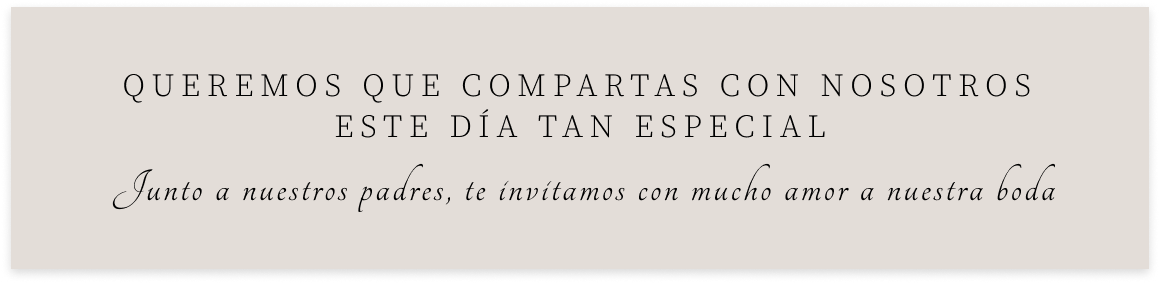 QUEREMOS QUE COMPARTAS CON NOSOTROS
ESTE DÍA TAN ESPECIAL
Junto a nuestros padres, te invitamos con mucho amor a nuestra boda